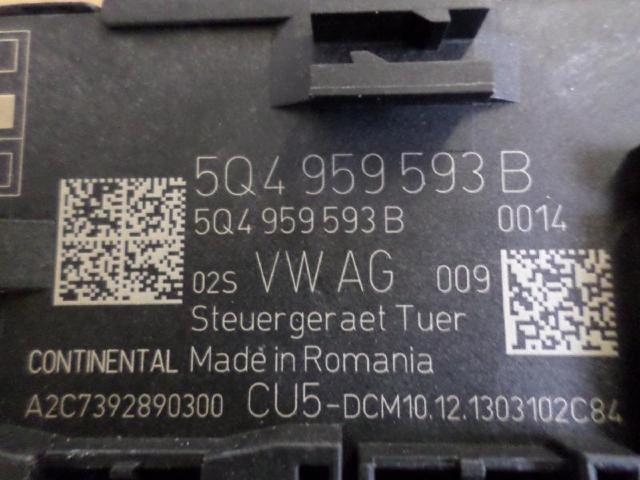 5Q4 959 593 B
5Q4 959 593 B 0014
02S VW AG 009
Steuergeraet Tuer
CONTINENTAL Made in Romania
A2C7392890300 CU5-DCM10.12.1303102C84